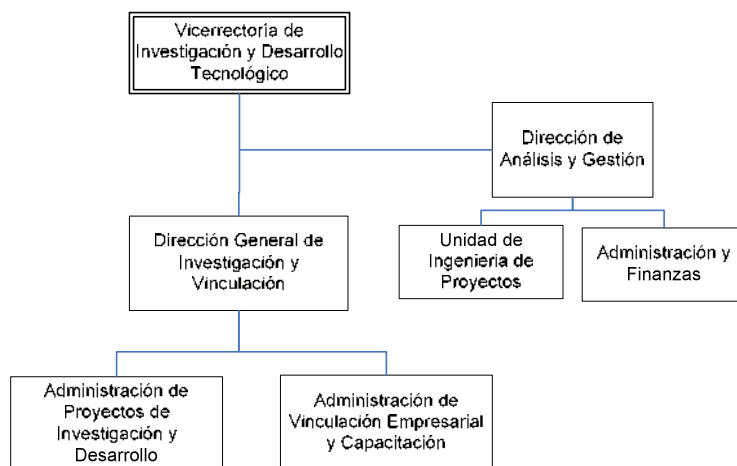 Vicerrectoría de
Investigación y Desarrollo
Tecnológico
Dirección de
Análisis y Gestión
Dirección General de
Investigación y
Vinculación
Unidad de
Ingenieria de
Proyectos
Administración y
Finanzas
Administración de
Proyectos de
Investigación y
Desarrollo
Administración de
Vinculación Empresarial
y Capacitación